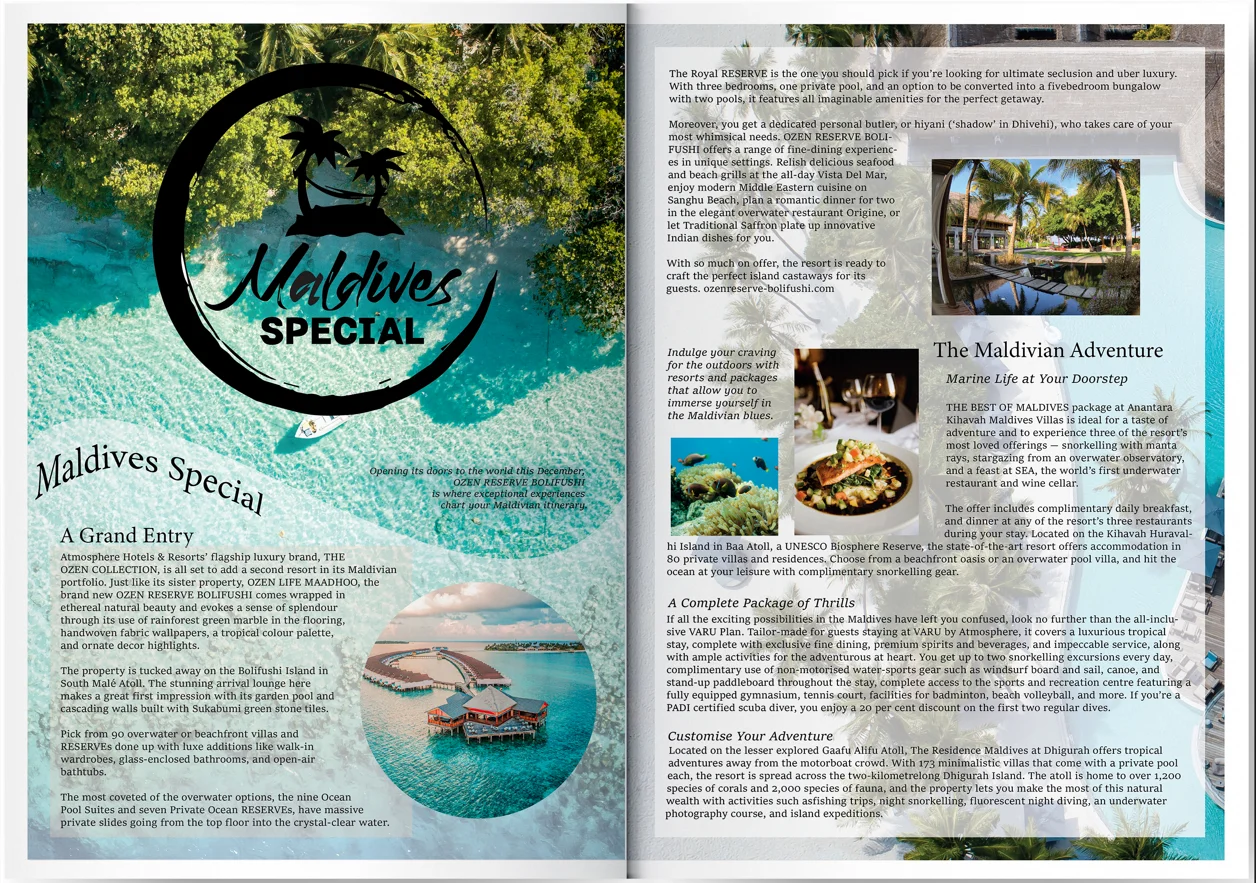 Maldives
SPECIAL
Maldives Special
Opening its doors to the world this December,
OZEN RESERVE BOLIFUSHI
is where exceptional experiences
chart your Maldivian itinerary.
A Grand Entry
Atmosphere Hotels & Resorts' flagship luxury brand, THE
OZEN COLLECTION, is all set to add a second resort in its Maldivian
portfolio. Just like its sister property, OZEN LIFE MAADHOO, the
brand new OZEN RESERVE BOLIFUSHI comes wrapped in
ethereal natural beauty and evokes a sense of splendour
through its use of rainforest green marble in the flooring,
handwoven fabric wallpapers, a tropical colour palette,
and ornate decor highlights.
The property is tucked away on the Bolifushi Island in
South Malé Atoll. The stunning arrival lounge here
makes a great first impression with its garden pool and
cascading walls built with Sukabumi green stone tiles.
Pick from 90 overwater or beachfront villas and
RESERVEs done up with luxe additions like walk-in
wardrobes, glass-enclosed bathrooms, and open-air
bathtubs.
The most coveted of the overwater options, the nine Ocean
Pool Suites and seven Private Ocean RESERVEs, have massive
private slides going from the top floor into the crystal-clear water.
The Royal RESERVE is the one you should pick if you're looking for ultimate seclusion and uber luxury.
With three bedrooms, one private pool, and an option to be converted into a fivebedroom bungalow
with two pools, it features all imaginable amenities for the perfect getaway.
Moreover, you get a dedicated personal butler, or hiyani ('shadow' in Dhivehi), who takes care of your
most whimsical needs. OZEN RESERVE BOLI-
FUSHI offers a range of fine-dining experienc-
es in unique settings. Relish delicious seafood
and beach grills at the all-day Vista Del Mar,
enjoy modern Middle Eastern cuisine on
Sanghu Beach, plan a romantic dinner for two
in the elegant overwater restaurant Origine, or
let Traditional Saffron plate up innovative
Indian dishes for you.
With so much on offer, the resort is ready to
craft the perfect island castaways for its
guests. ozenreserve-bolifushi.com
Indulge your craving
for the outdoors with
resorts and packages
that allow you to
immerse yourself in
the Maldivian blues.
The Maldivian Adventure
Marine Life at Your Doorstep
THE BEST OF MALDIVES package at Anantara
Kihavah Maldives Villas is ideal for a taste of
adventure and to experience three of the resort's
most loved offerings — snorkelling with manta
rays, stargazing from an overwater observatory,
and a feast at SEA, the world's first underwater
restaurant and wine cellar.
The offer includes complimentary daily breakfast,
and dinner at any of the resort's three restaurants
during your stay. Located on the Kihavah Huraval-
hi Island in Baa Atoll, a UNESCO Biosphere Reserve, the state-of-the-art resort offers accommodation in
80 private villas and residences. Choose from a beachfront oasis or an overwater pool villa, and hit the
ocean at your leisure with complimentary snorkelling gear.
A Complete Package of Thrills
If all the exciting possibilities in the Maldives have left you confused, look no further than the all-inclu-
sive VARU Plan. Tailor-made for guests staying at VARU by Atmosphere, it covers a luxurious tropical
stay, complete with exclusive fine dining, premium spirits and beverages, and impeccable service, along
with ample activities for the adventurous at heart. You get up to two snorkelling excursions every day,
complimentary use of non-motorised water-sports gear such as windsurf board and sail, canoe, and
stand-up paddleboard throughout the stay, complete access to the sports and recreation centre featuring a
fully equipped gymnasium, tennis court, facilities for badminton, beach volleyball, and more. If you're a
PADI certified scuba diver, you enjoy a 20 per cent discount on the first two regular dives.
Customise Your Adventure
Located on the lesser explored Gaafu Alifu Atoll, The Residence Maldives at Dhigurah offers tropical
adventures away from the motorboat crowd. With 173 minimalistic villas that come with a private pool
each, the resort is spread across the two-kilometrelong Dhigurah Island. The atoll is home to over 1,200
species of corals and 2,000 species of fauna, and the property lets you make the most of this natural
wealth with activities such asfishing trips, night snorkelling, fluorescent night diving, an underwater
photography course, and island expeditions.